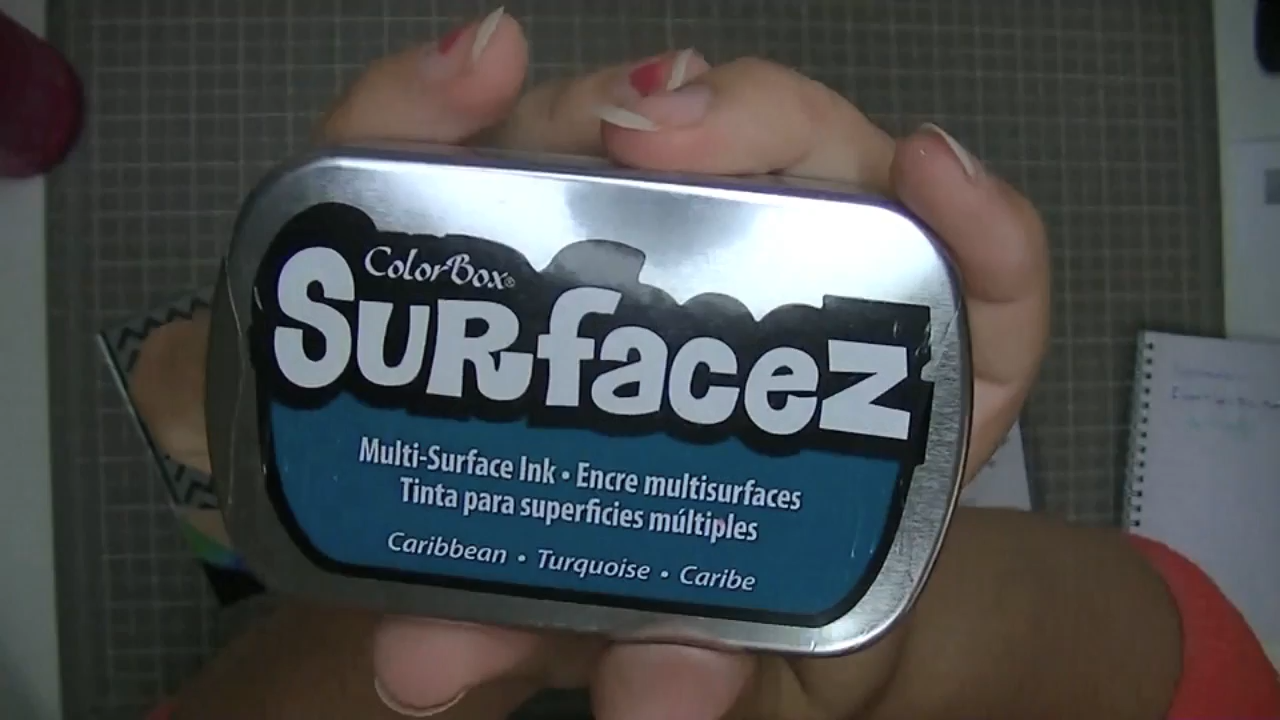 ColorBox®
Surfacez
Multi-Surface Ink • Encre multisurfaces
Tinta para superficies múltiples
Caribbean • Turquoise • Caribe